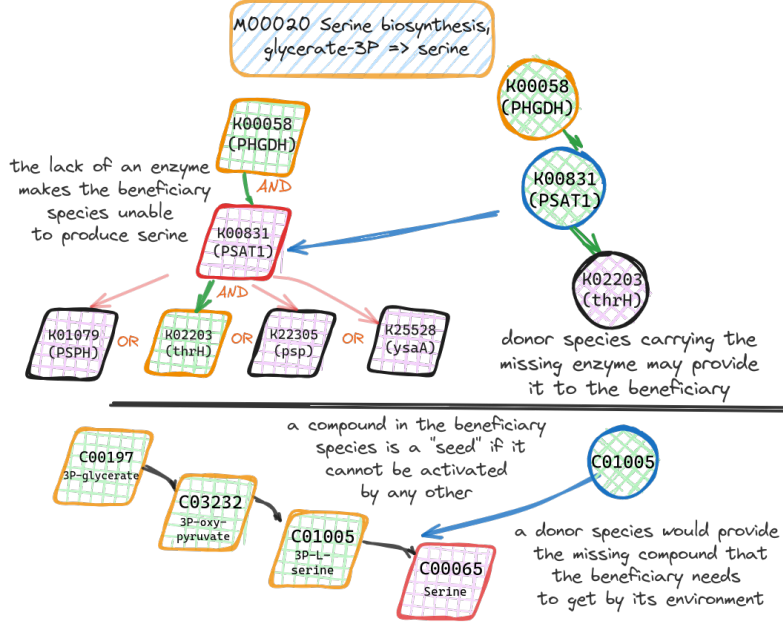 M00020 Serine biosynthesis,
glycerate-3P => serine
K00058
(PHGDH)
the lack of an enzyme
makes the beneficiary
species unable
to produce serine
AND
K00831
(PSAT1)
AND
K01079
(PSPH)
OR
K02203
(thrH)
OR
K22305
(psp)
OR
K25528
(ysaA)
K00058
(PHGDH)
K00831
(PSAT1)
K02203
(thrH)
donor species carrying the
missing enzyme may provide
it to the beneficiary
a compound in the beneficiary
species is a "seed" if it
cannot be activated
by any other
C00197
3P-glycerate
C03232
3P-oxy-
pyruvate
C01005
3P-L-
serine
C00065
Serine
C01005
a donor species would provide
the missing compound that
the beneficiary needs
to get by its environment